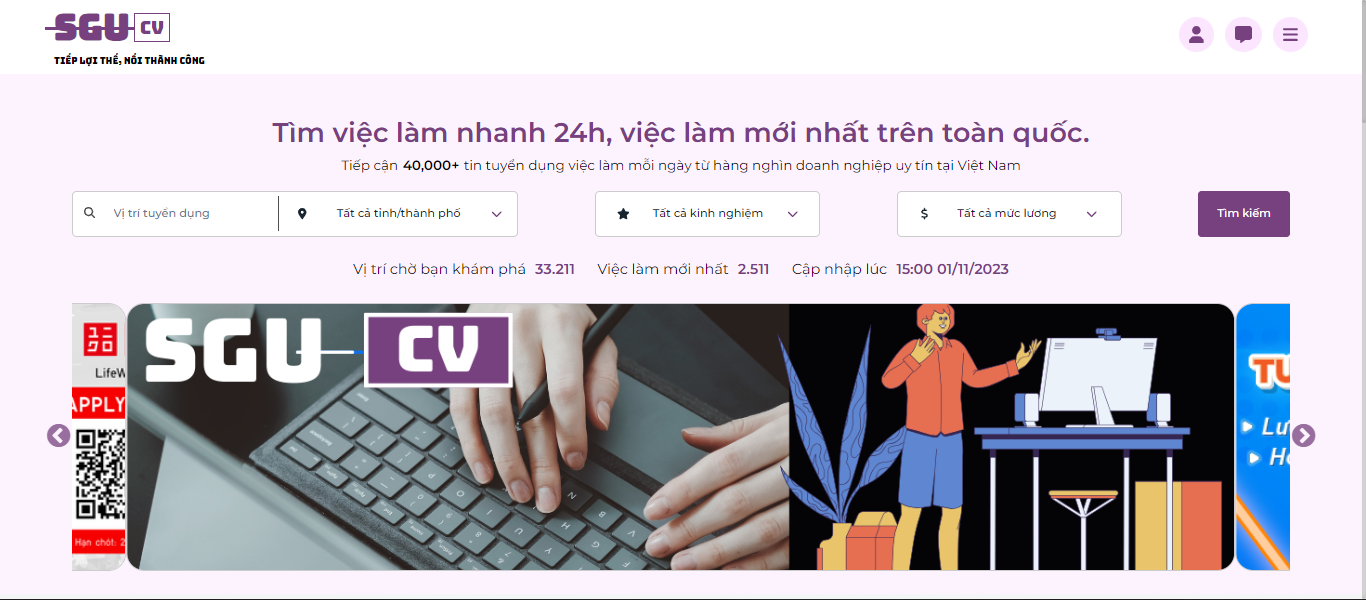 SGU CV
TIẾP LỢI THẾ, NỐI THÀNH CÔNG
Tìm việc làm nhanh 24h, việc làm mới nhất trên toàn quốc.
Tiếp cận 40,000+ tin tuyển dụng việc làm mỗi ngày từ hàng nghìn doanh nghiệp uy tín tại Việt Nam
Vị trí tuyển dụng
Tất cả tỉnh/thành phố
Tất cả kinh nghiệm
$ Tất cả mức lương
Tìm kiếm
Vị trí chờ bạn khám phá 33.211 Việc làm mới nhất 2.511 Cập nhập lúc 15:00 01/11/2023
LifeW
APPLY
Hạn chót: 2
SGU CV
TU
Lư